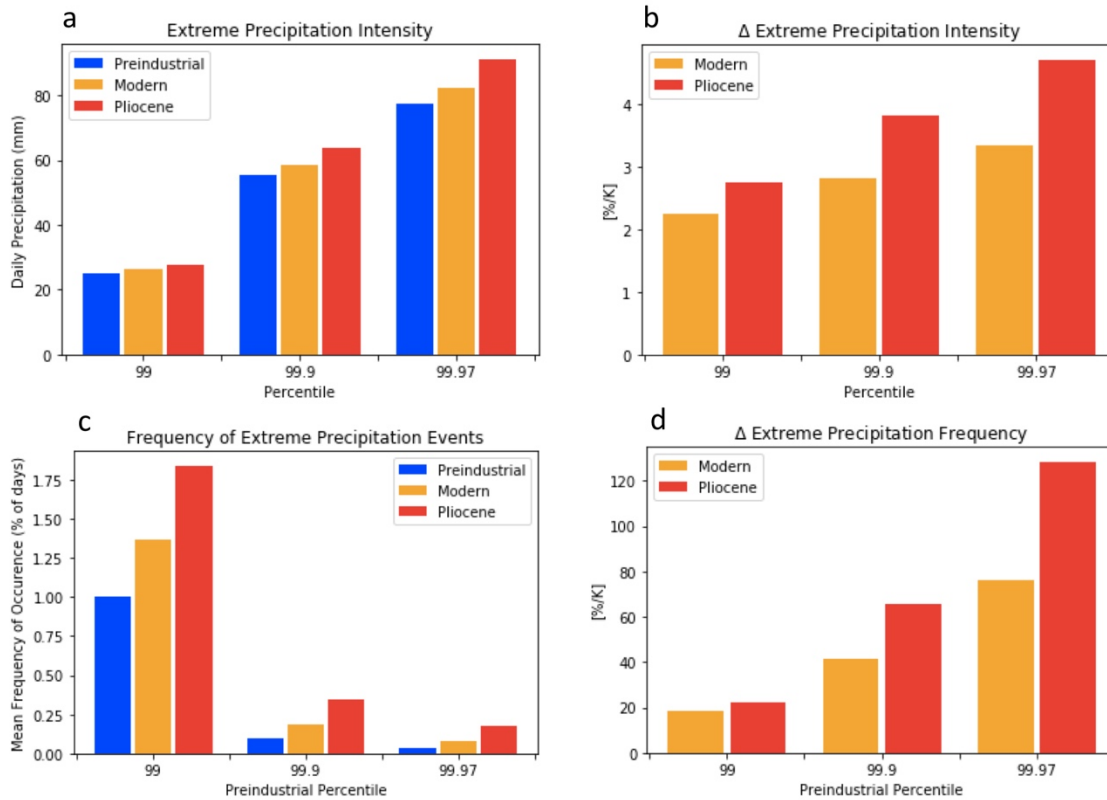 a
Extreme Precipitation Intensity
Preindustrial
Modern
Pliocene
Daily Precipitation (mm)
80
60
40
20
0
99
99.9
99.97
Percentile
b
Δ Extreme Precipitation Intensity
Modern
Pliocene
[%/K]
4
3
2
1
0
99
99.9
99.97
Percentile
c
Frequency of Extreme Precipitation Events
Preindustrial
Modern
Pliocene
Mean Frequency of Occurence (% of days)
1.75
1.50
1.25
1.00
0.75
0.50
0.25
0.00
99
99.9
99.97
Preindustrial Percentile
d
Δ Extreme Precipitation Frequency
Modern
Pliocene
[%/K]
120
100
80
60
40
20
0
99
99.9
99.97
Preindustrial Percentile